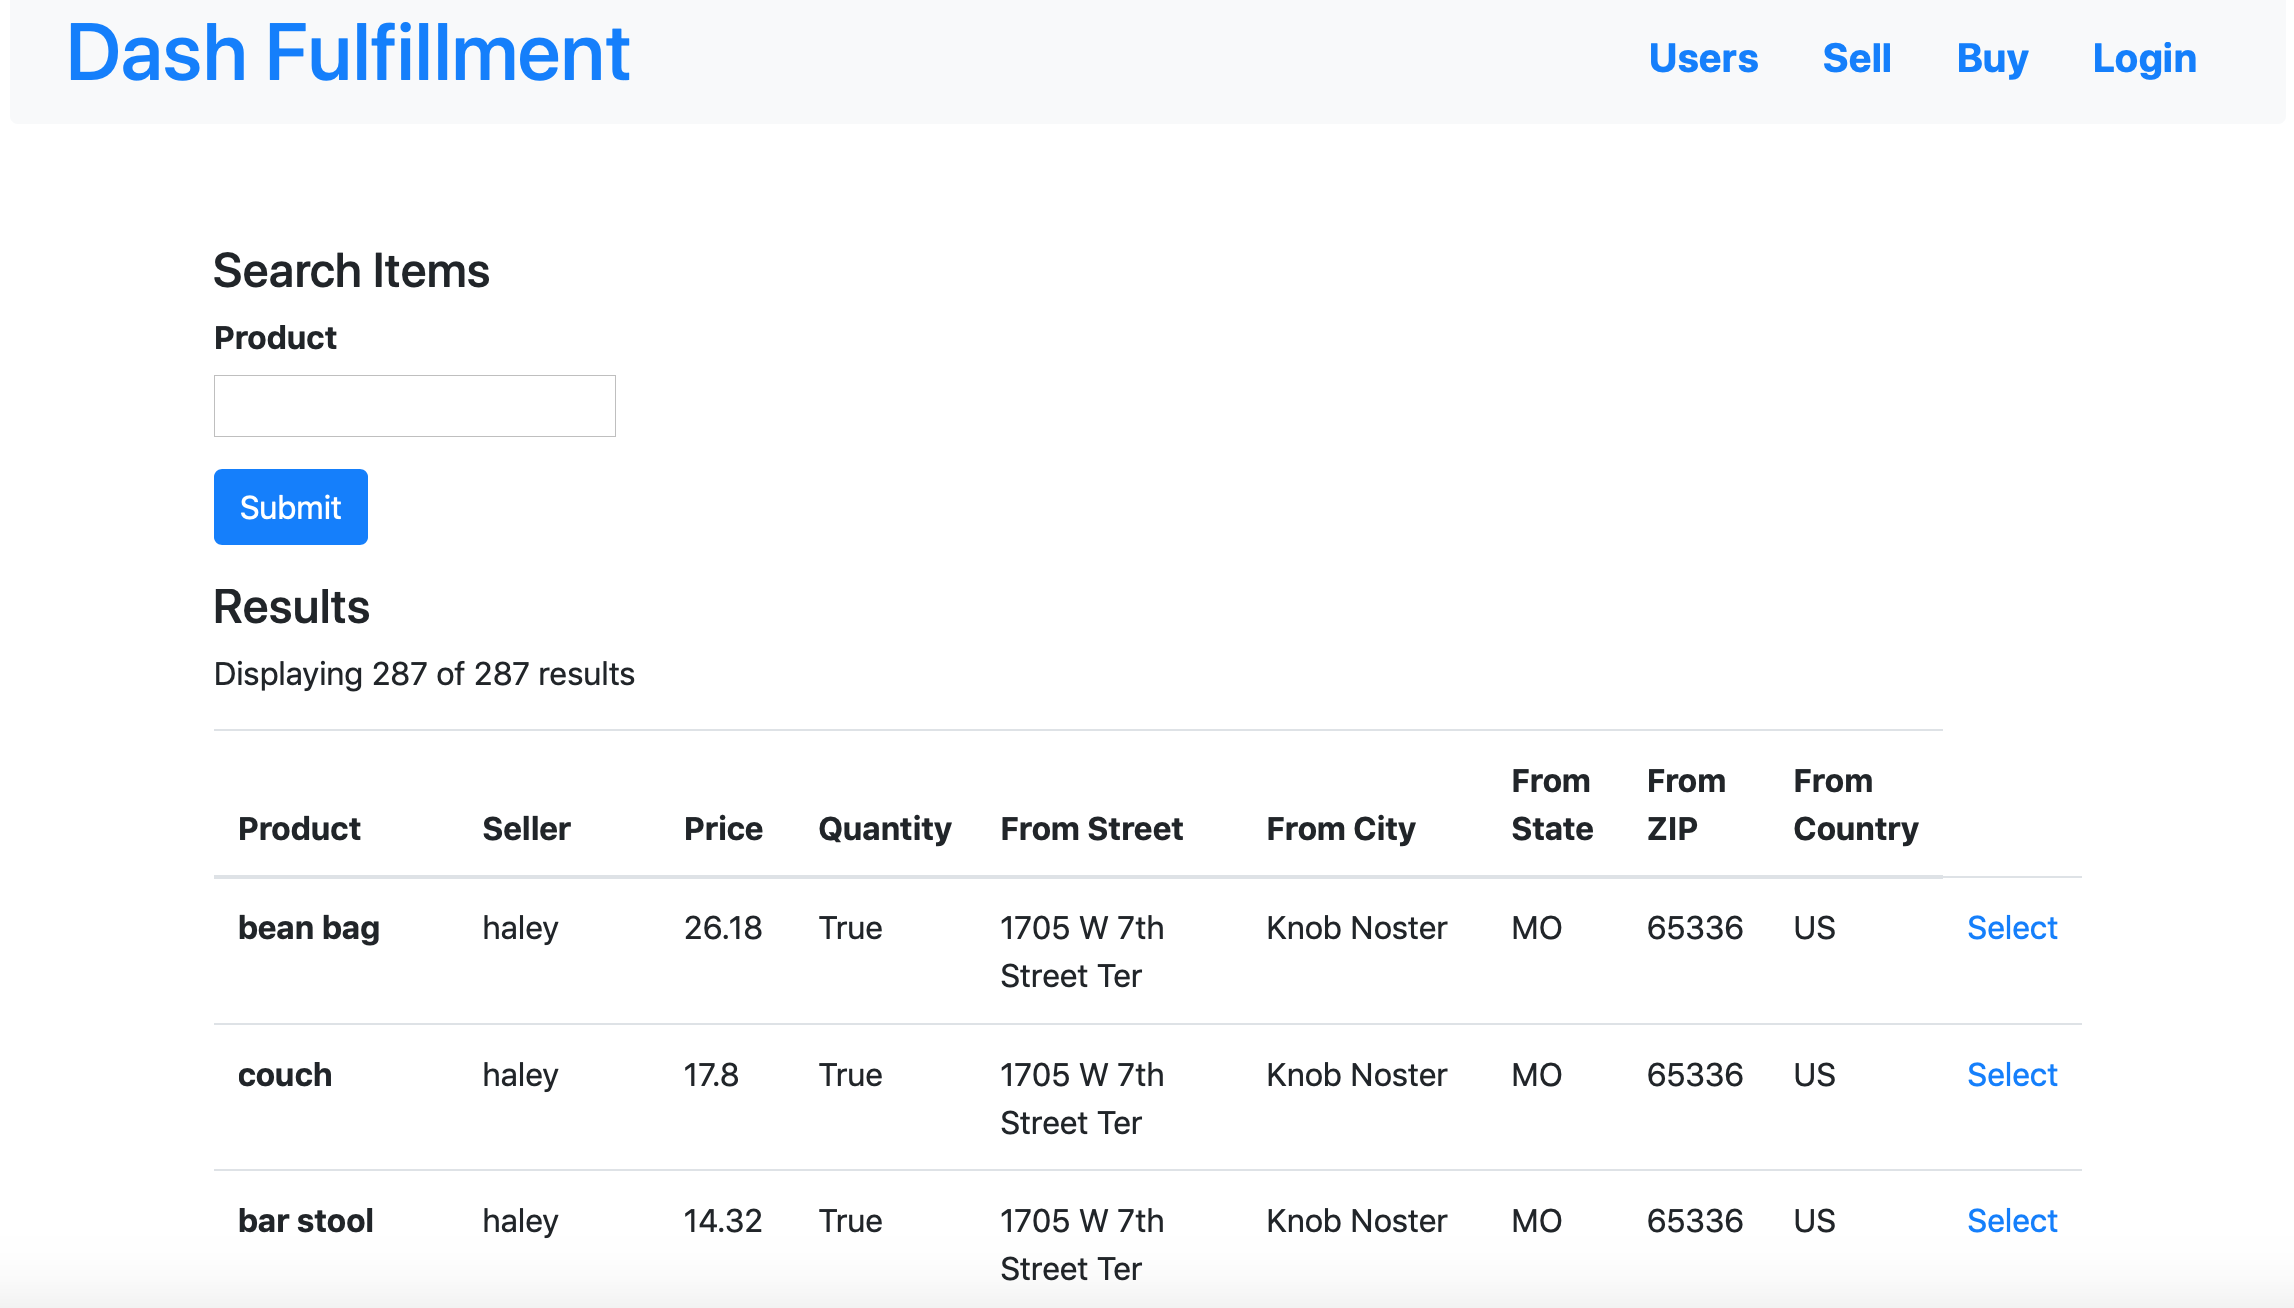 Dash Fulfillment Users Sell Buy Login
Search Items
Product
Submit
Results
Displaying 287 of 287 results
Product Seller Price Quantity From Street From City From State From ZIP From Country
bean bag haley 26.18 True 1705 W 7th Knob Noster MO 65336 US Select
Street Ter
couch haley 17.8 True 1705 W 7th Knob Noster MO 65336 US Select
Street Ter
bar stool haley 14.32 True 1705 W 7th Knob Noster MO 65336 US Select
Street Ter